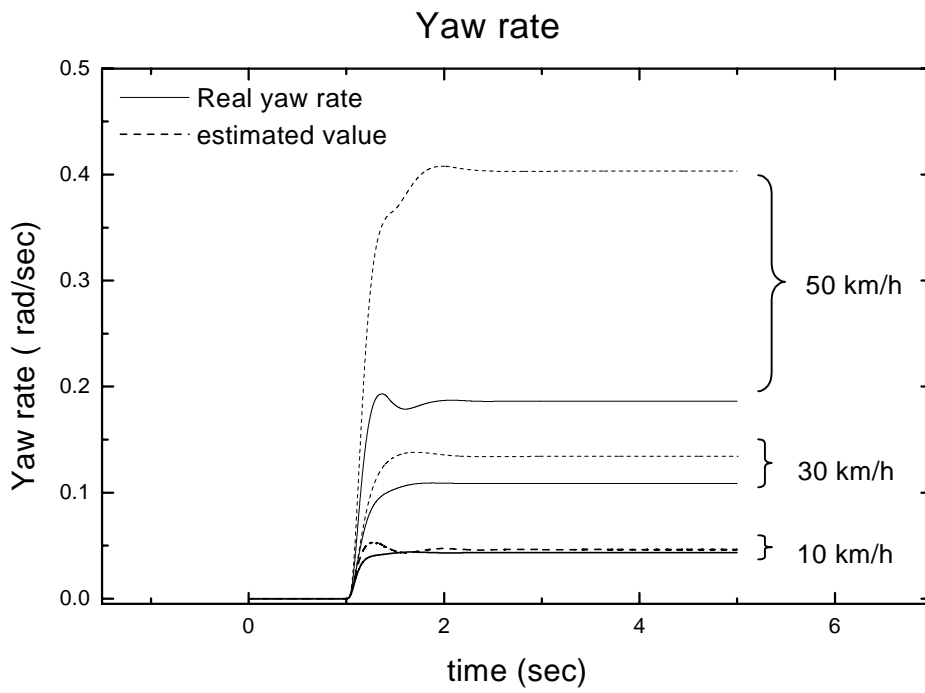 Yaw rate
0.5
0.4
0.3
0.2
0.1
0.0
Yaw rate ( rad/sec)
Real yaw rate
estimated value
50 km/h
30 km/h
10 km/h
0
2
4
6
time (sec)